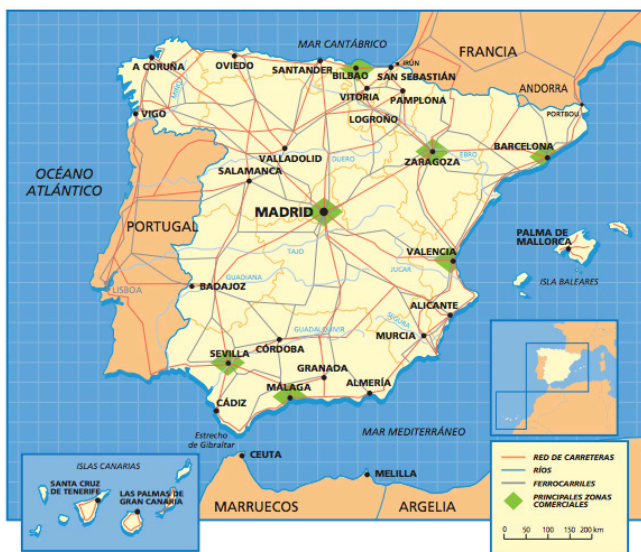 MAR CANTÁBRICO
FRANCIA
A CORUÑA
OVIEDO
SANTANDER
BILBAO
IRÚN
SAN SEBASTIÁN
VITORIA
PAMPLONA
ANDORRA
PORTBOU
MIÑO
VIGO
LOGROÑO
BARCELONA
VALLADOLID
DUERO
ZARAGOZA
EBRO
OCÉANO
ATLÁNTICO
SALAMANCA
MADRID
PORTUGAL
PALMA
DE MALLORCA
VALENCIA
TAJO
JUCAR
ISLA BALEARES
LISBOA
GUADIANA
BADAJOZ
ALICANTE
SEGURA
GUADALQUIVIR
MURCIA
SEVILLA
CÓRDOBA
GRANADA
MÁLAGA
ALMERÍA
CÁDIZ
MAR MEDITERRÁNEO
Estrecho
de Gibraltar
CEUTA
MELILLA
MARRUECOS
ARGELIA
ISLAS CANARIAS
SANTA CRUZ
DE TENERIFE
LAS PALMAS DE
GRAN CANARIA
RED DE CARRETERAS
RÍOS
FERROCARRILES
PRINCIPALES ZONAS
COMERCIALES
0 50 100 150 200 km